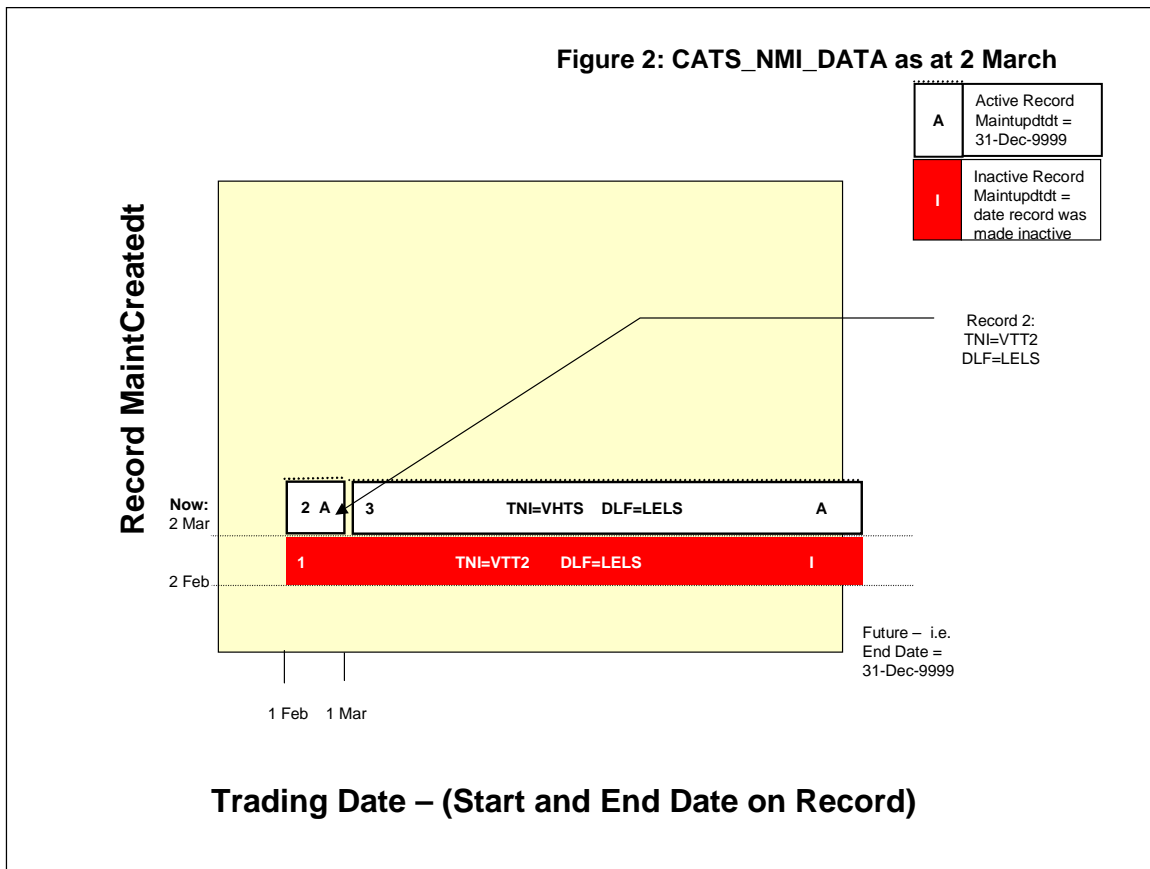 Figure 2: CATS_NMI_DATA as at 2 March
A
Active Record
Maintupdtdt =
31-Dec-9999
I
Inactive Record
Maintupdtdt =
date record was
made inactive
Record MaintCreatedt
Record 2:
TNI=VTT2
DLF=LELS
Now:
2 Mar
2 A
3 TNI=VHTS DLF=LELS A
1 TNI=VTT2 DLF=LELS I
2 Feb
Future – i.e.
End Date =
31-Dec-9999
1 Feb 1 Mar
Trading Date – (Start and End Date on Record)